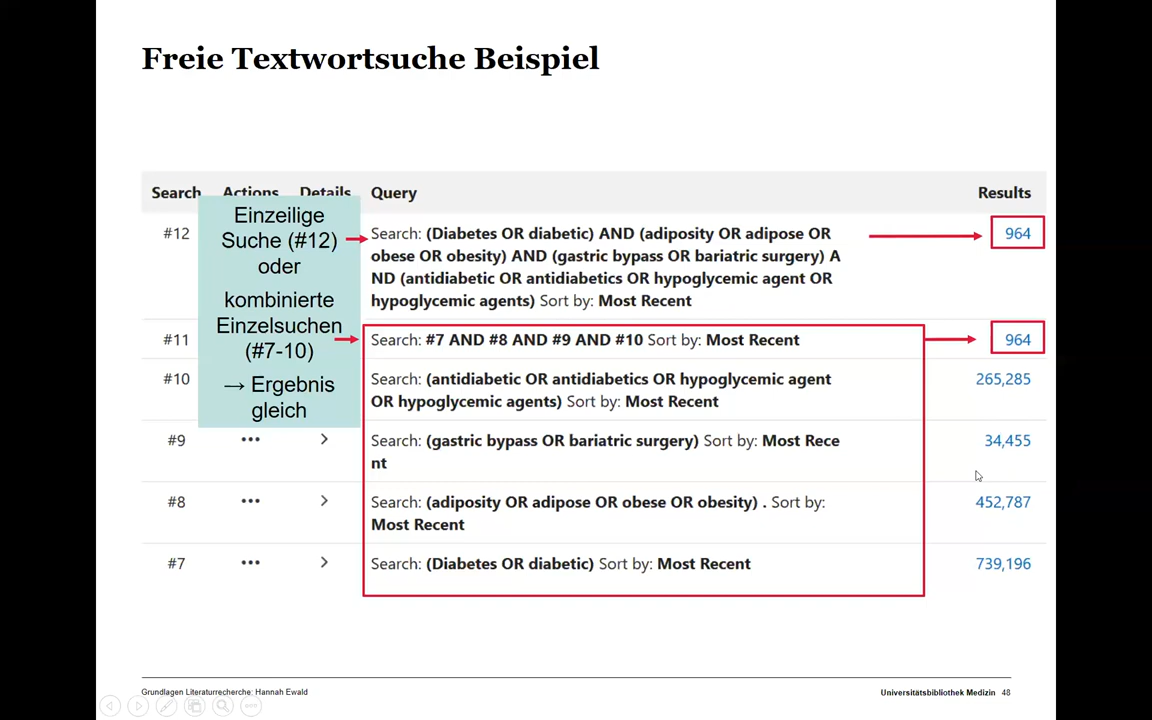 Freie Textwortsuche Beispiel
Search Actions Details Query Results
Einzeilige
Suche (#12)
oder
kombinierte
Einzelsuchen
(#7-10)
→ Ergebnis
gleich
#12 Search: (Diabetes OR diabetic) AND (adiposity OR adipose OR 964
obese OR obesity) AND (gastric bypass OR bariatric surgery) A
ND (antidiabetic OR antidiabetics OR hypoglycemic agent OR
hypoglycemic agents) Sort by: Most Recent
#11 Search: #7 AND #8 AND #9 AND #10 Sort by: Most Recent 964
#10 Search: (antidiabetic OR antidiabetics OR hypoglycemic agent 265,285
OR hypoglycemic agents) Sort by: Most Recent
#9 ••• > Search: (gastric bypass OR bariatric surgery) Sort by: Most Rece 34,455
nt
#8 ••• > Search: (adiposity OR adipose OR obese OR obesity) . Sort by: 452,787
Most Recent
#7 ••• > Search: (Diabetes OR diabetic) Sort by: Most Recent 739,196
Grundlagen Literaturrecherche: Hannah Ewald Universitätsbibliothek Medizin 48